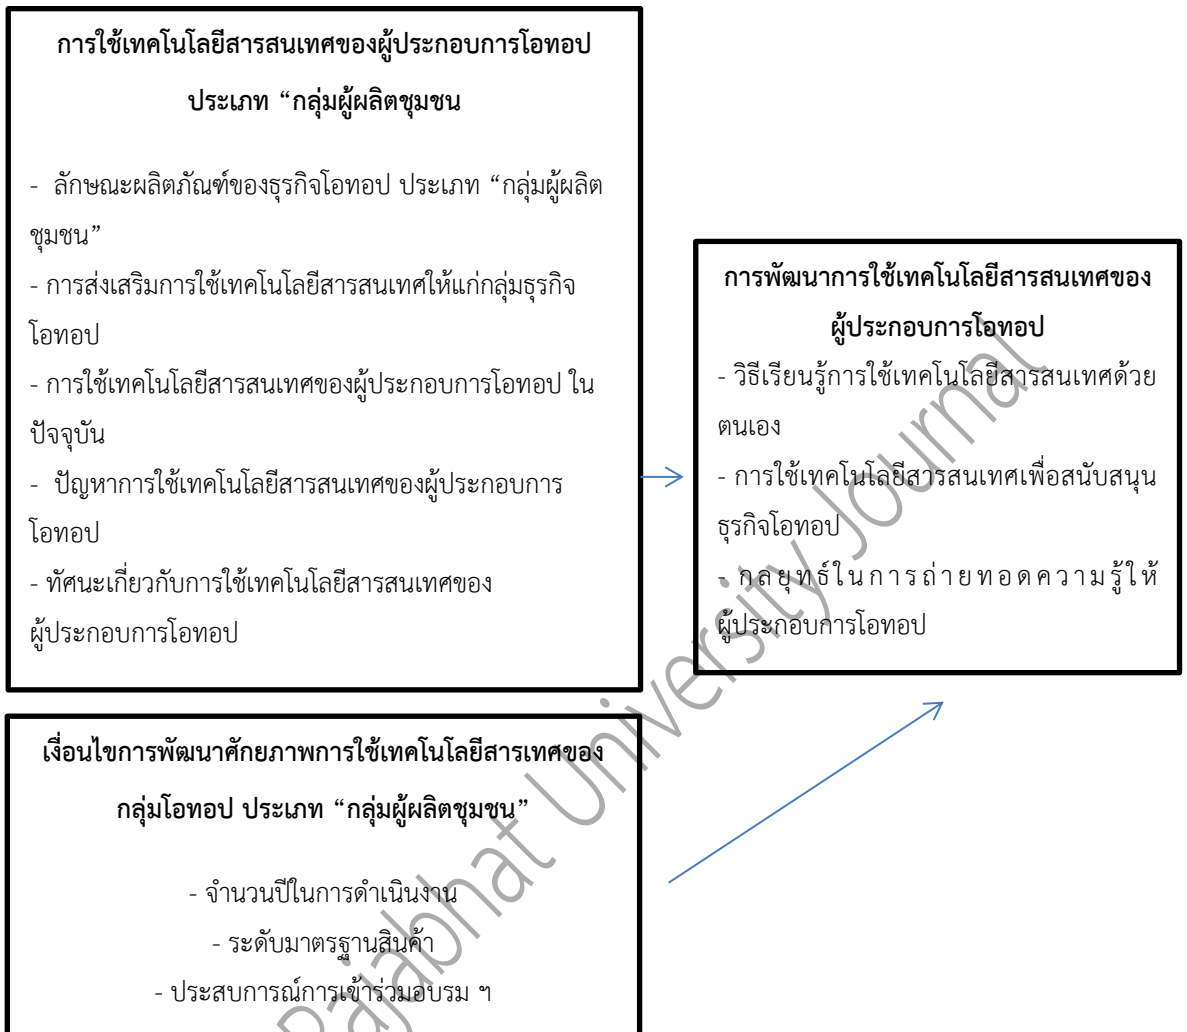 การใช้เทคโนโลยีสารสนเทศของผู้ประกอบการโอทอป
ประเภท “กลุ่มผู้ผลิตชุมชน
-  ลักษณะผลิตภัณฑ์ของธุรกิจโอทอป ประเภท “กลุ่มผู้ผลิต
ชุมชน”
- การส่งเสริมการใช้เทคโนโลยีสารสนเทศให้แก่กลุ่มธุรกิจ
โอทอป
- การใช้เทคโนโลยีสารสนเทศของผู้ประกอบการโอทอป ใน
ปัจจุบัน
-  ปัญหาการใช้เทคโนโลยีสารสนเทศของผู้ประกอบการ
โอทอป
- ทัศนะเกี่ยวกับการใช้เทคโนโลยีสารสนเทศของ
ผู้ประกอบการโอทอป
การพัฒนาการใช้เทคโนโลยีสารสนเทศของ
ผู้ประกอบการโอทอป
- วิธีเรียนรู้การใช้เทคโนโลยีสารสนเทศด้วย
ตนเอง
- การใช้เทคโนโลยีสารสนเทศเพื่อสนับสนุน
ธุรกิจโอทอป
- กลยุทธ์ในการถ่ายทอดความรู้ให้
ผู้ประกอบการโอทอป
เงื่อนไขการพัฒนาศักยภาพการใช้เทคโนโลยีสารเทศของ
กลุ่มโอทอป ประเภท “กลุ่มผู้ผลิตชุมชน”
- จำนวนปีในการดำเนินงาน
- ระดับมาตรฐานสินค้า
- ประสบการณ์การเข้าร่วมอบรม ฯ
Rajabhat University Journal